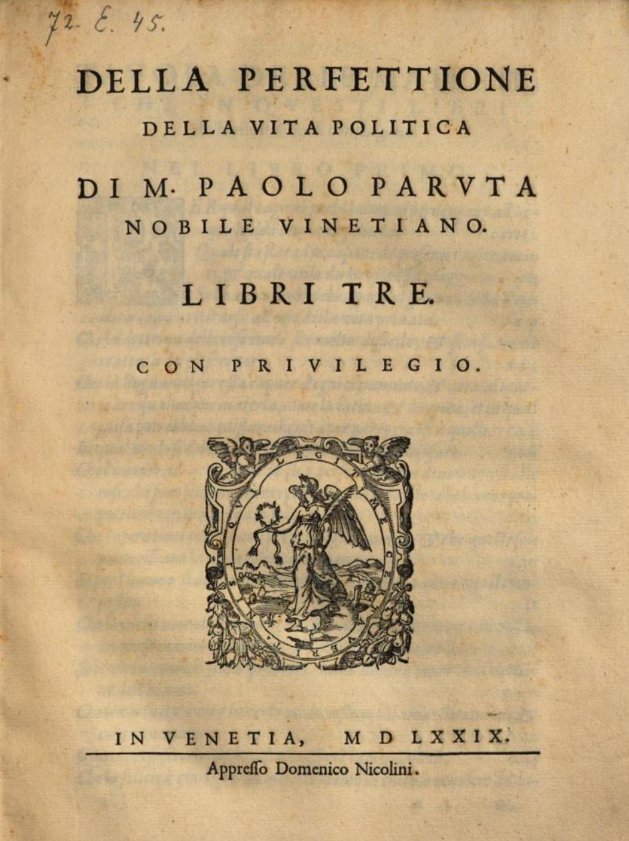 72. E. 45.
DELLA PERFETTIONE
DELLA VITA POLITICA
DI M. PAOLO PARVTA
NOBILE VINETIANO.
LIBRI TRE.
CON PRIVILEGIO.
LEGIT
IN VENETIA, M D LXXIX.
Appreſſo Domenico Nicolini.